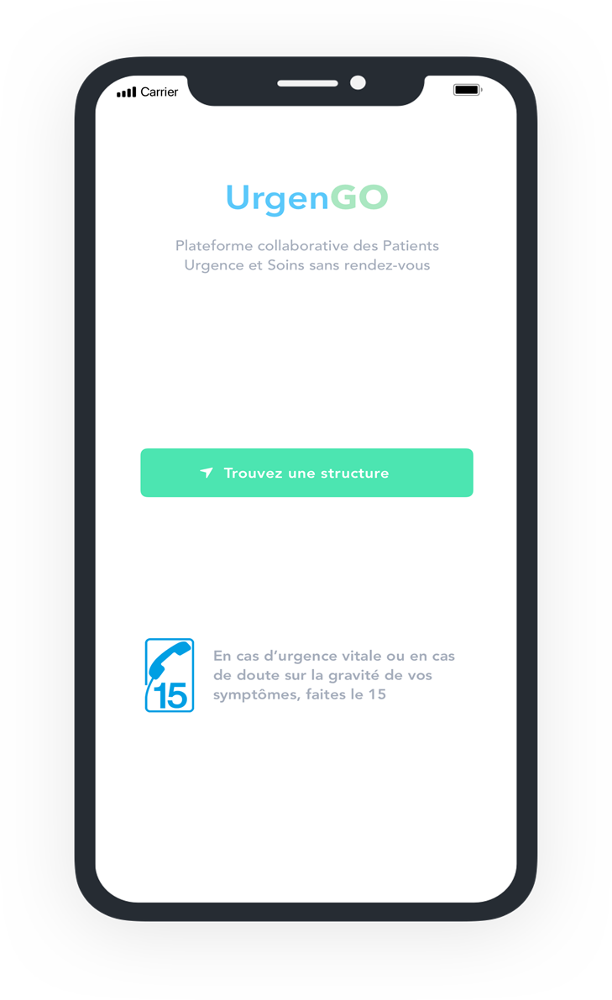 Carrier
UrgenGO
Plateforme collaborative des Patients
Urgence et Soins sans rendez-vous
Trouvez une structure
15
En cas d’urgence vitale ou en cas
de doute sur la gravité de vos
symptômes, faites le 15